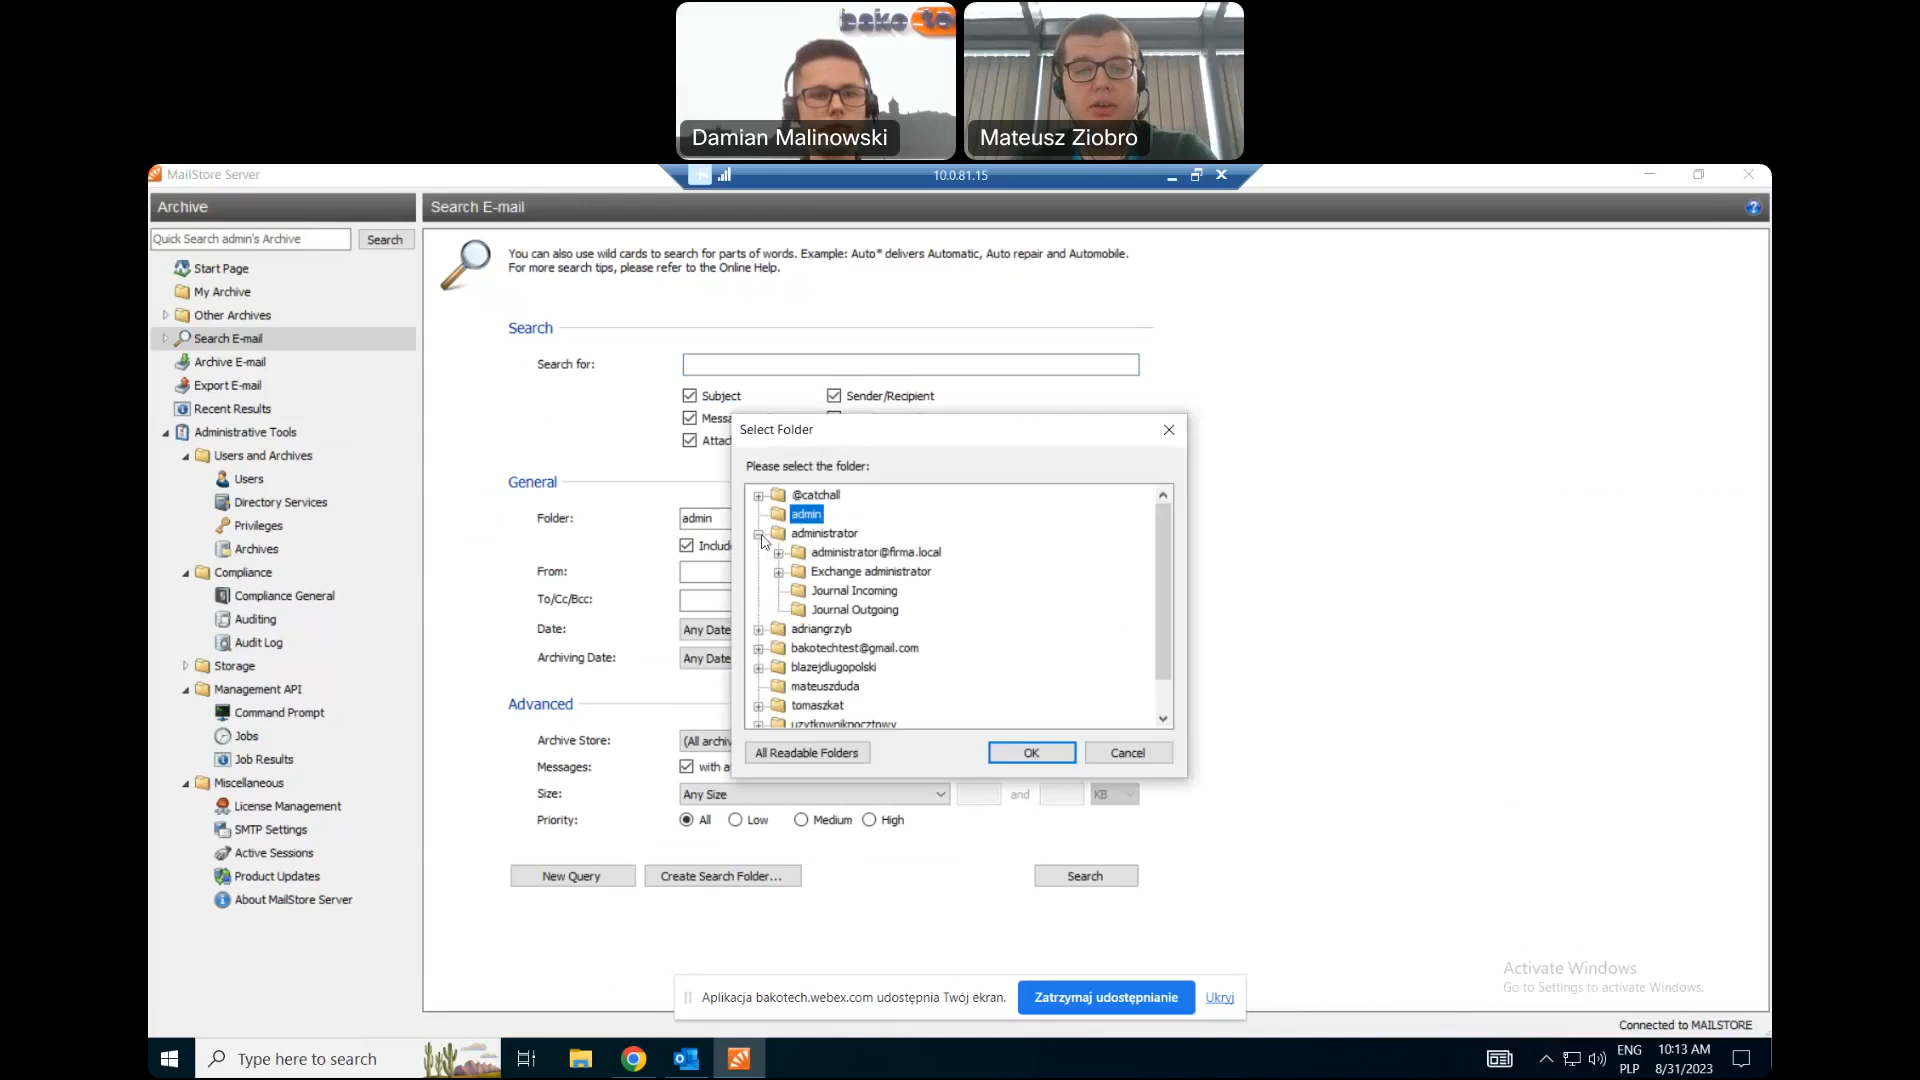 bako to
Damian Malinowski
Mateusz Ziobro
MailStore Server
10.0.81.15
Archive
Search E-mail
Quick Search admin's Archive
Search
Start Page
My Archive
Other Archives
Search E-mail
Archive E-mail
Export E-mail
Recent Results
Administrative Tools
Users and Archives
Users
Directory Services
Privileges
Archives
Compliance
Compliance General
Auditing
Audit Log
Storage
Management API
Command Prompt
Jobs
Job Results
Miscellaneous
License Management
SMTP Settings
Active Sessions
Product Updates
About MailStore Server
You can also use wild cards to search for parts of words. Example: Auto* delivers Automatic, Auto repair and Automobile.
For more search tips, please refer to the Online Help.
Search
Search for:
Subject
Sender/Recipient
Messa
Attac
General
Folder:
admin
Includ
From:
To/Cc/Bcc:
Date:
Any Date
Archiving Date:
Any Date
Advanced
Archive Store:
(All archiv
Messages:
with a
Size:
Any Size
and
KB
Priority:
All
Low
Medium
High
New Query
Create Search Folder...
Search
Select Folder
Please select the folder:
@catchall
admin
administrator
administrator@firma.local
Exchange administrator
Journal Incoming
Journal Outgoing
adriangrzyb
bakotechtest@gmail.com
blazejdlugopolski
mateuszduda
tomaszkat
uzytkownikpocztowy
All Readable Folders
OK
Cancel
Activate Windows
Go to Settings to activate Windows.
Aplikacja bakotech.webex.com udostępnia Twój ekran.
Zatrzymaj udostępnianie
Ukryj
Connected to MAILSTORE
Type here to search
ENG
PLP
10:13 AM
8/31/2023